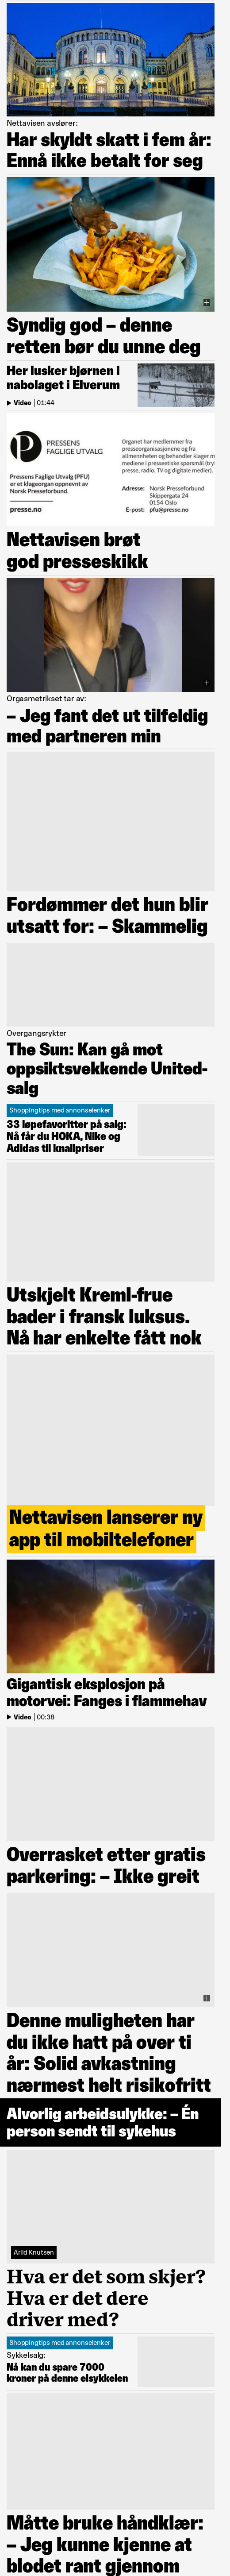 Nettavisen avslører:
Har skyldt skatt i fem år:
Ennå ikke betalt for seg
Syndig god – denne
retten bør du unne deg
Her lusker bjørnen i
nabolaget i Elverum
Video | 01:44
P
PRESSENS
FAGLIGE UTVALG
Pressens Faglige Utvalg (PFU)
er et klageorgan oppnevnt av
Norsk Presseforbund.
presse.no
Organet har medlemmer fra
presseorganisasjonene og fra
allmennheten og behandler klager m
mediene i presseetiske spørsmål (try
presse, radio, TV og digitale medier).
Adresse: Norsk Presseforbund
Skippergata 24
0154 Oslo
E-post: pfu@presse.no
Nettavisen brøt
god presseskikk
Orgasmetrikset tar av:
– Jeg fant det ut tilfeldig
med partneren min
Fordømmer det hun blir
utsatt for: – Skammelig
Overgangsrykter
The Sun: Kan gå mot
oppsiktsvekkende United-
salg
Shoppingtips med annonselenker
33 løpefavoritter på salg:
Nå får du HOKA, Nike og
Adidas til knallpriser
Utskjelt Kreml-frue
bader i fransk luksus.
Nå har enkelte fått nok
Nettavisen lanserer ny
app til mobiltelefoner
Gigantisk eksplosjon på
motorvei: Fanges i flammehav
Video | 00:38
Overrasket etter gratis
parkering: – Ikke greit
Denne muligheten har
du ikke hatt på over ti
år: Solid avkastning
nærmest helt risikofritt
Alvorlig arbeidsulykke: – Én
person sendt til sykehus
Arild Knutsen
Hva er det som skjer?
Hva er det dere
driver med?
Shoppingtips med annonselenker
Sykkelsalg:
Nå kan du spare 7000
kroner på denne elsykkelen
Måtte bruke håndklær:
– Jeg kunne kjenne at
blodet rant gjennom